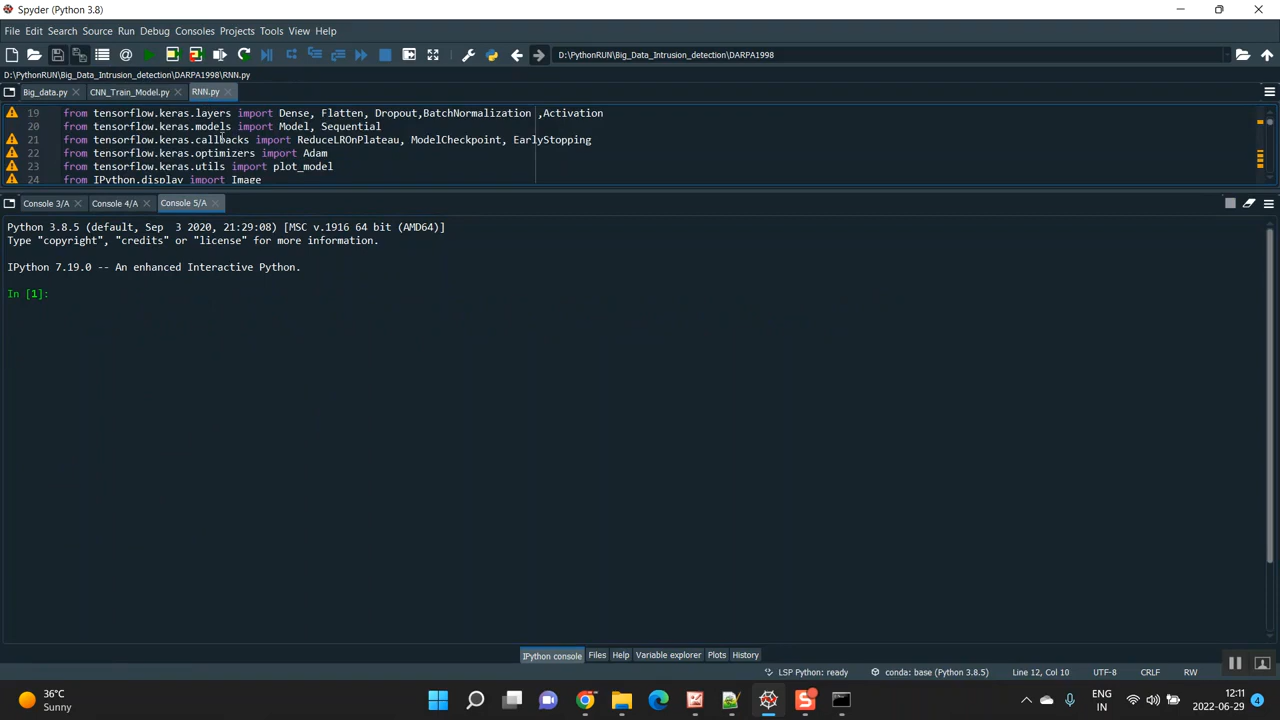 Spyder (Python 3.8)
File Edit Search Source Run Debug Consoles Projects Tools View Help
D:\PythonRUN\Big_Data_Intrusion_detection\DARPA1998
D:\PythonRUN\Big_Data_Intrusion_detection\DARPA1998\RNN.py
Big_data.py CNN_Train_Model.py RNN.py
19 from tensorflow.keras.layers import Dense, Flatten, Dropout,BatchNormalization ,Activation
20 from tensorflow.keras.models import Model, Sequential
21 from tensorflow.keras.callbacks import ReduceLROnPlateau, ModelCheckpoint, EarlyStopping
22 from tensorflow.keras.optimizers import Adam
23 from tensorflow.keras.utils import plot_model
24 from IPython.display import Image
Console 3/A Console 4/A Console 5/A
Python 3.8.5 (default, Sep  3 2020, 21:29:08) [MSC v.1916 64 bit (AMD64)]
Type "copyright", "credits" or "license" for more information.
IPython 7.19.0 -- An enhanced Interactive Python.
In [1]:
IPython console Files Help Variable explorer Plots History
LSP Python: ready conda: base (Python 3.8.5) Line 12, Col 10 UTF-8 CRLF RW
36°C
Sunny
ENG
IN
12:11
2022-06-29
4